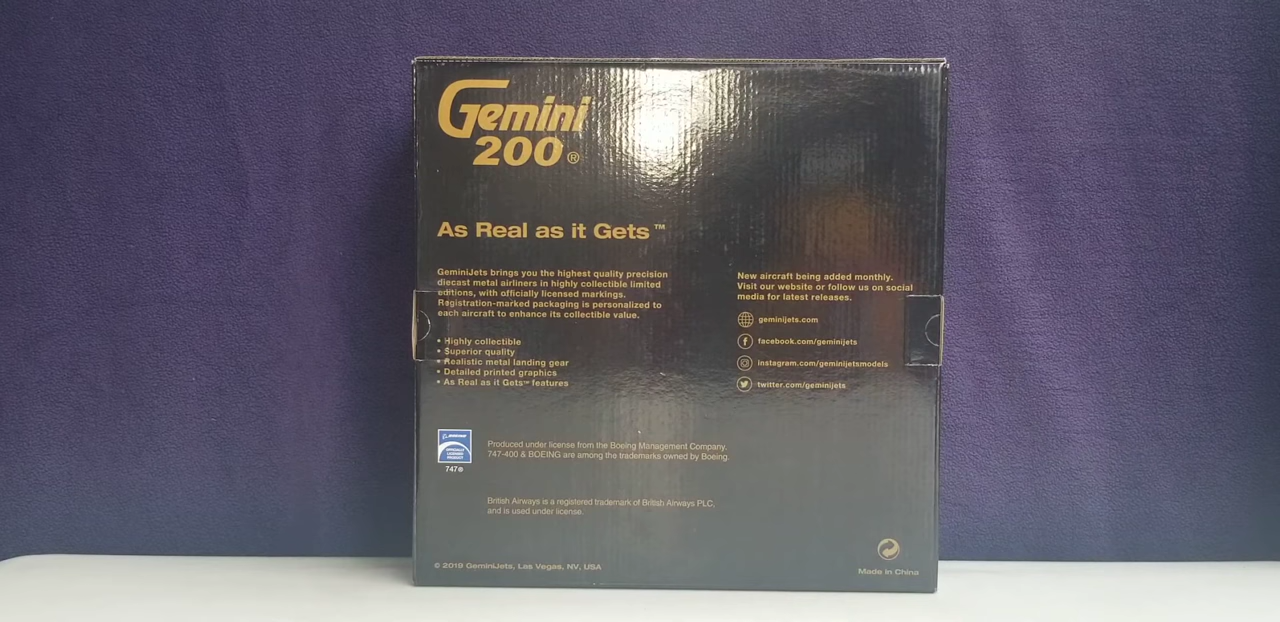 Gemini
200®
As Real as it Gets™
GeminiJets brings you the highest quality precision
diecast metal airliners in highly collectible limited
editions, with officially licensed markings.
Registration-marked packaging is personalized to
each aircraft to enhance its collectible value.
• Highly collectible
• Superior quality
• Realistic metal landing gear
• Detailed printed graphics
• As Real as it Gets™ features
New aircraft being added monthly.
Visit our website or follow us on social
media for latest releases.
geminijets.com
facebook.com/geminijets
instagram.com/geminijetsmodels
twitter.com/geminijets
BOEING
OFFICIALLY
LICENSED
PRODUCT
747®
Produced under license from the Boeing Management Company.
747-400 & BOEING are among the trademarks owned by Boeing.
British Airways is a registered trademark of British Airways PLC,
and is used under license.
© 2019 GeminiJets, Las Vegas, NV, USA
Made in China